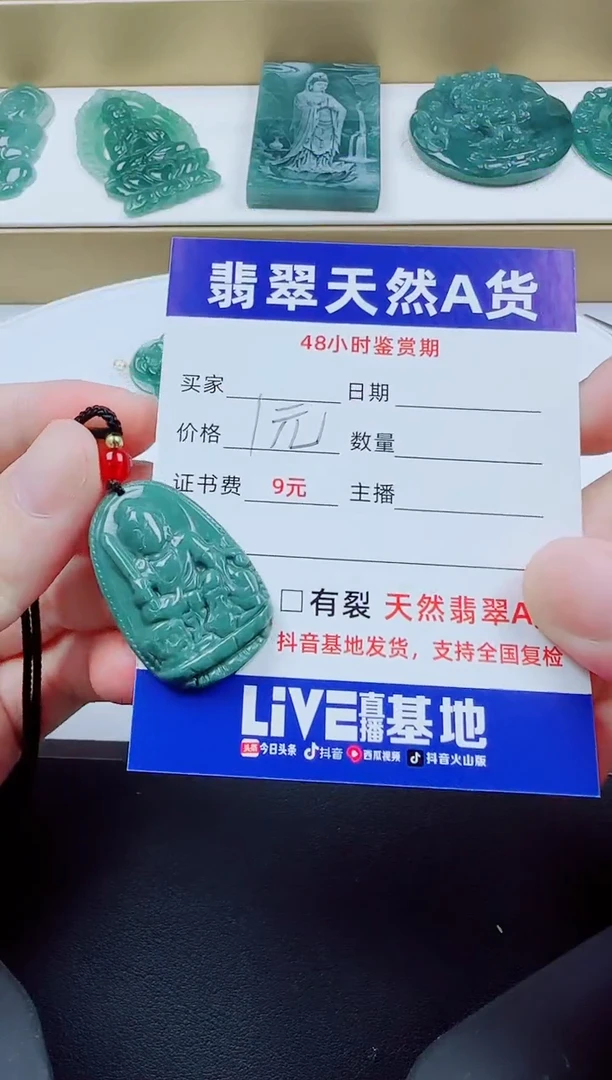 翡翠天然A货
48小时鉴赏期
买家 日期
价格 1元 数量
证书费 9元 主播
□有裂 天然翡翠A
抖音基地发货，支持全国复检
LiVE直播基地
头条 今日头条 抖音 西瓜视频 抖音火山版